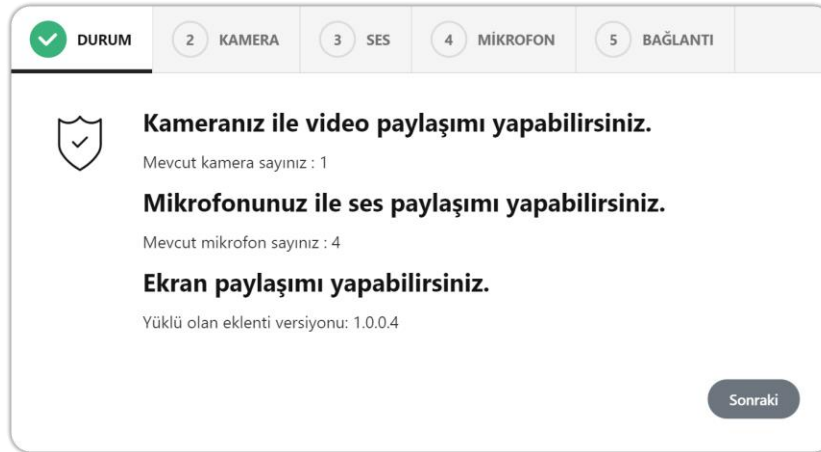 DURUM
2 KAMERA
3 SES
4 MİKROFON
5 BAĞLANTI
Kameranız ile video paylaşımı yapabilirsiniz.
Mevcut kamera sayınız : 1
Mikrofonunuz ile ses paylaşımı yapabilirsiniz.
Mevcut mikrofon sayınız : 4
Ekran paylaşımı yapabilirsiniz.
Yüklü olan eklenti versiyonu: 1.0.0.4
Sonraki